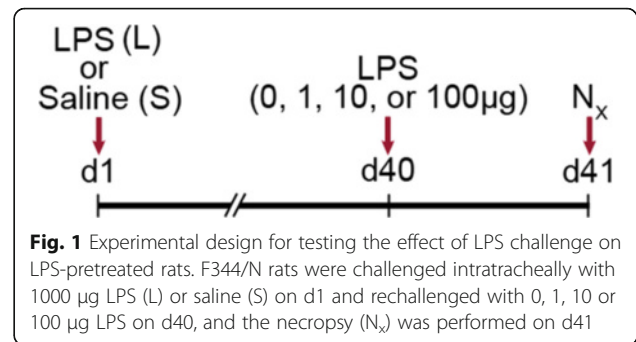 LPS (L)
or
Saline (S)
LPS
(0, 1, 10, or 100µg)
Nx
d1
d40
d41
Fig. 1 Experimental design for testing the effect of LPS challenge on
LPS-pretreated rats. F344/N rats were challenged intratracheally with
1000 µg LPS (L) or saline (S) on d1 and rechallenged with 0, 1, 10 or
100 µg LPS on d40, and the necropsy (Nx) was performed on d41